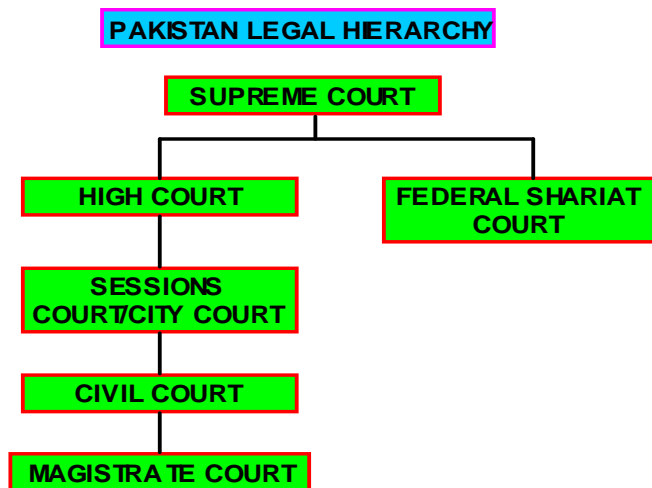 PAKISTAN LEGAL HIERARCHY
SUPREME COURT
HIGH COURT
FEDERAL SHARIAT
COURT
SESSIONS
COURT/CITY COURT
CIVIL COURT
MAGISTRATE COURT